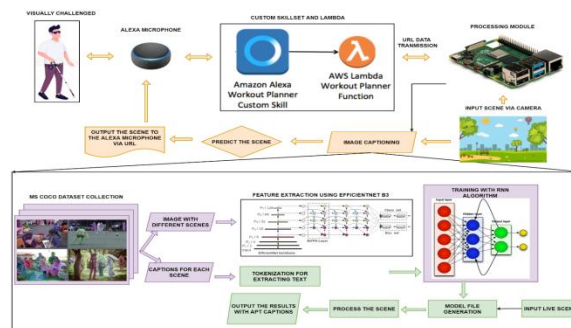 VISUALLY CHALLENGED
ALEXA MICROPHONE
CUSTOM SKILLSET AND LAMBDA
Amazon Alexa
Workout Planner
Custom Skill
AWS Lambda
Workout Planner
Function
URL DATA
TRANMISSION
PROCESSING MODULE
INPUT SCENE VIA CAMERA
OUTPUT THE SCENE TO
THE ALEXA MICROPHONE
VIA URL
PREDICT THE SCENE
IMAGE CAPTIONING
MS COCO DATASET COLLECTION
IMAGE WITH
DIFFERENT SCENES
CAPTIONS FOR EACH
SCENE
FEATURE EXTRACTION USING EFFICIENTNET B3
TOKENIZATION FOR
EXTRACTING TEXT
TRAINING WITH RNN
ALGORITHM
OUTPUT THE RESULTS
WITH APT CAPTIONS
PROCESS THE SCENE
MODEL FILE
GENERATION
INPUT LIVE SCENE